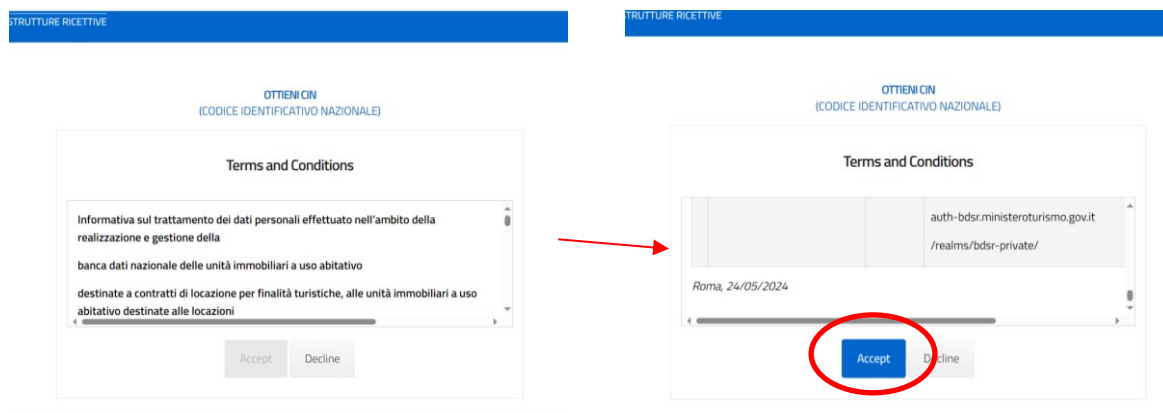 STRUTTURE RICETTIVE
OTTIENI CIN
(CODICE IDENTIFICATIVO NAZIONALE)
Terms and Conditions
Informativa sul trattamento dei dati personali effettuato nell'ambito della
realizzazione e gestione della
banca dati nazionale delle unità immobiliari a uso abitativo
destinate a contratti di locazione per finalità turistiche, alle unità immobiliari a uso
abitativo destinate alle locazioni
Accept
Decline
TRUTTURE RICETTIVE
OTTIENI CIN
(CODICE IDENTIFICATIVO NAZIONALE)
Terms and Conditions
auth-bdsr.ministeroturismo.gov.it
/realms/bdsr-private/
Roma, 24/05/2024
Accept
Decline